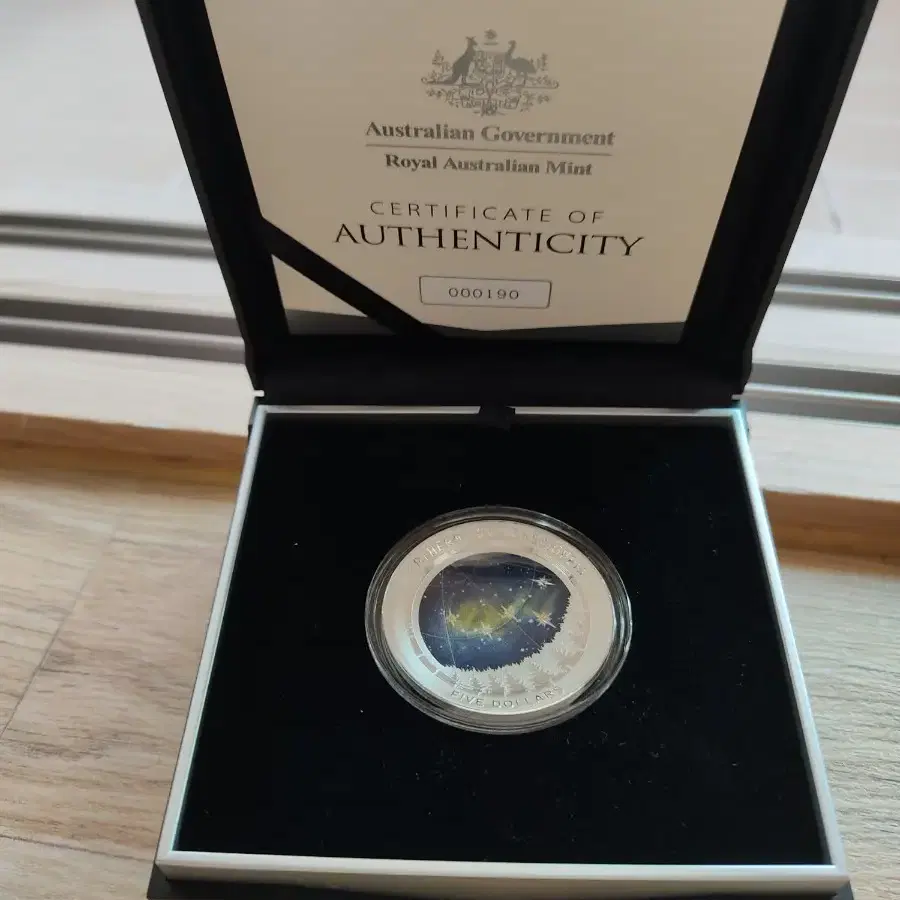 Australian Government
Royal Australian Mint
CERTIFICATE OF
AUTHENTICITY
000190
FIVE DOLLARS